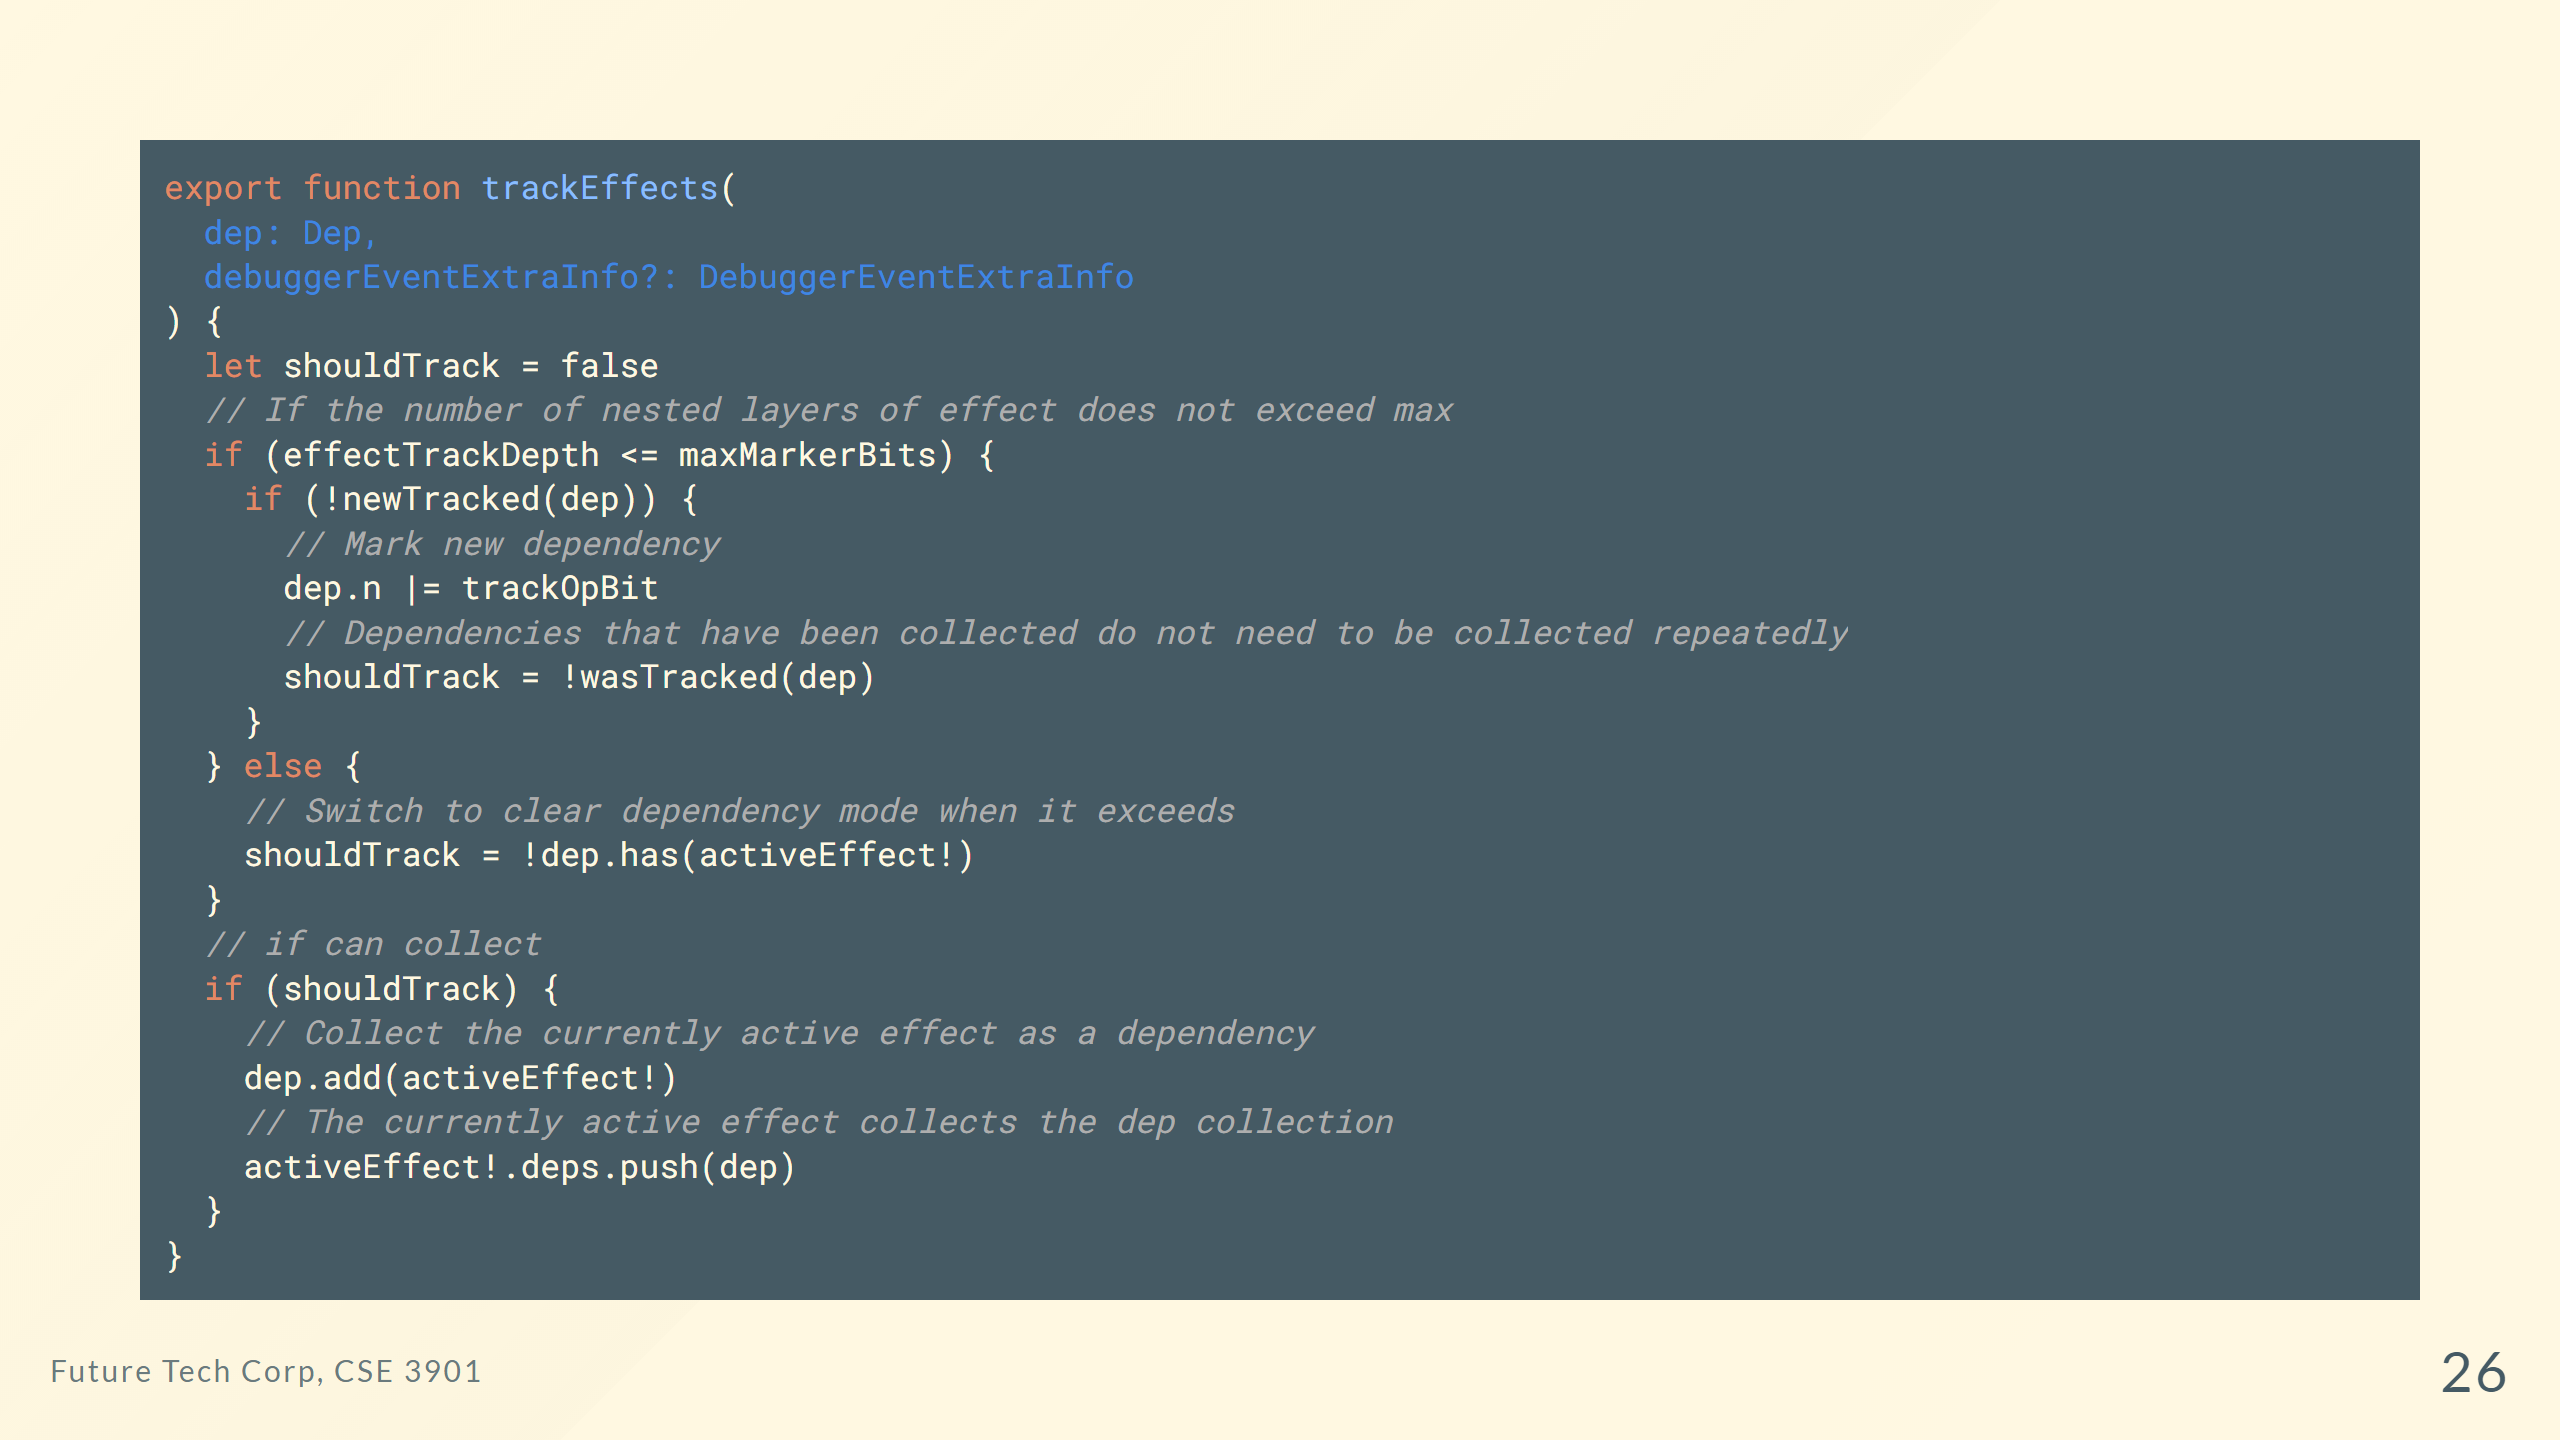 export function trackEffects(
  dep: Dep,
  debuggerEventExtraInfo?: DebuggerEventExtraInfo
) {
  let shouldTrack = false
  // If the number of nested layers of effect does not exceed max
  if (effectTrackDepth <= maxMarkerBits) {
    if (!newTracked(dep)) {
      // Mark new dependency
      dep.n |= trackOpBit
      // Dependencies that have been collected do not need to be collected repeatedly
      shouldTrack = !wasTracked(dep)
    }
  } else {
    // Switch to clear dependency mode when it exceeds
    shouldTrack = !dep.has(activeEffect!)
  }
  // if can collect
  if (shouldTrack) {
    // Collect the currently active effect as a dependency
    dep.add(activeEffect!)
    // The currently active effect collects the dep collection
    activeEffect!.deps.push(dep)
  }
}
Future Tech Corp, CSE 3901
26